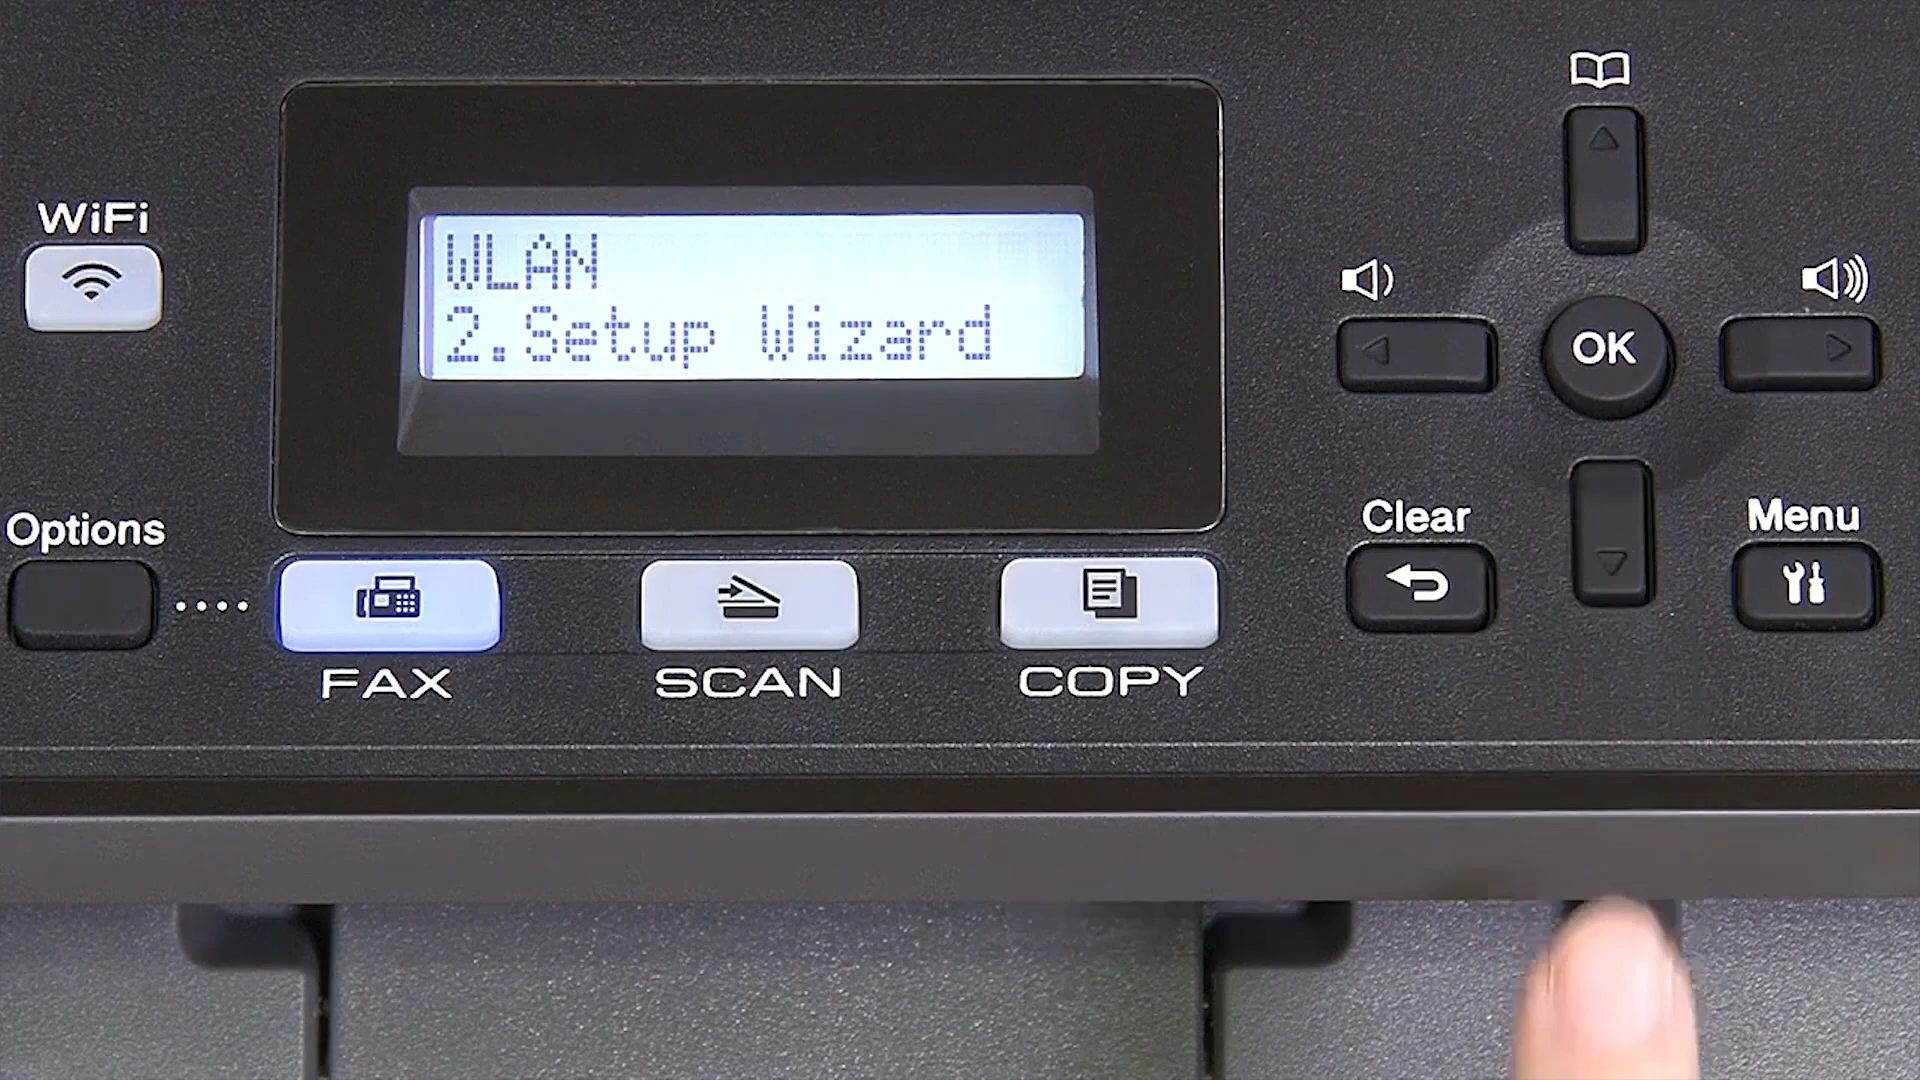 WiFi
WLAN
2.Setup Wizard
OK
Options
Clear
Menu
FAX
SCAN
COPY